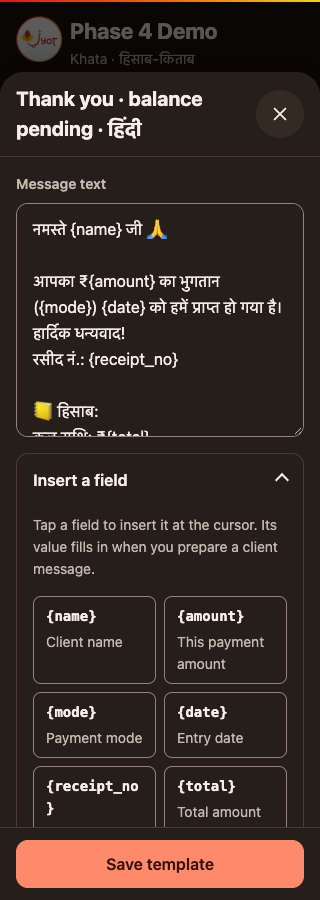 Jyot
Phase 4 Demo
Khata · हिसाब-किताब
Thank you · balance
pending · हिंदी
Message text
नमस्ते {name} जी 🙏
आपका ₹{amount} का भुगतान
({mode}) {date} को हमें प्राप्त हो गया है।
हार्दिक धन्यवाद!
रसीद नं.: {receipt_no}
📒 हिसाब:
कुल राशि: ₹{total}
Insert a field
Tap a field to insert it at the cursor. Its
value fills in when you prepare a client
message.
{name}
Client name
{amount}
This payment
amount
{mode}
Payment mode
{date}
Entry date
{receipt_no
}
{total}
Total amount
Save template